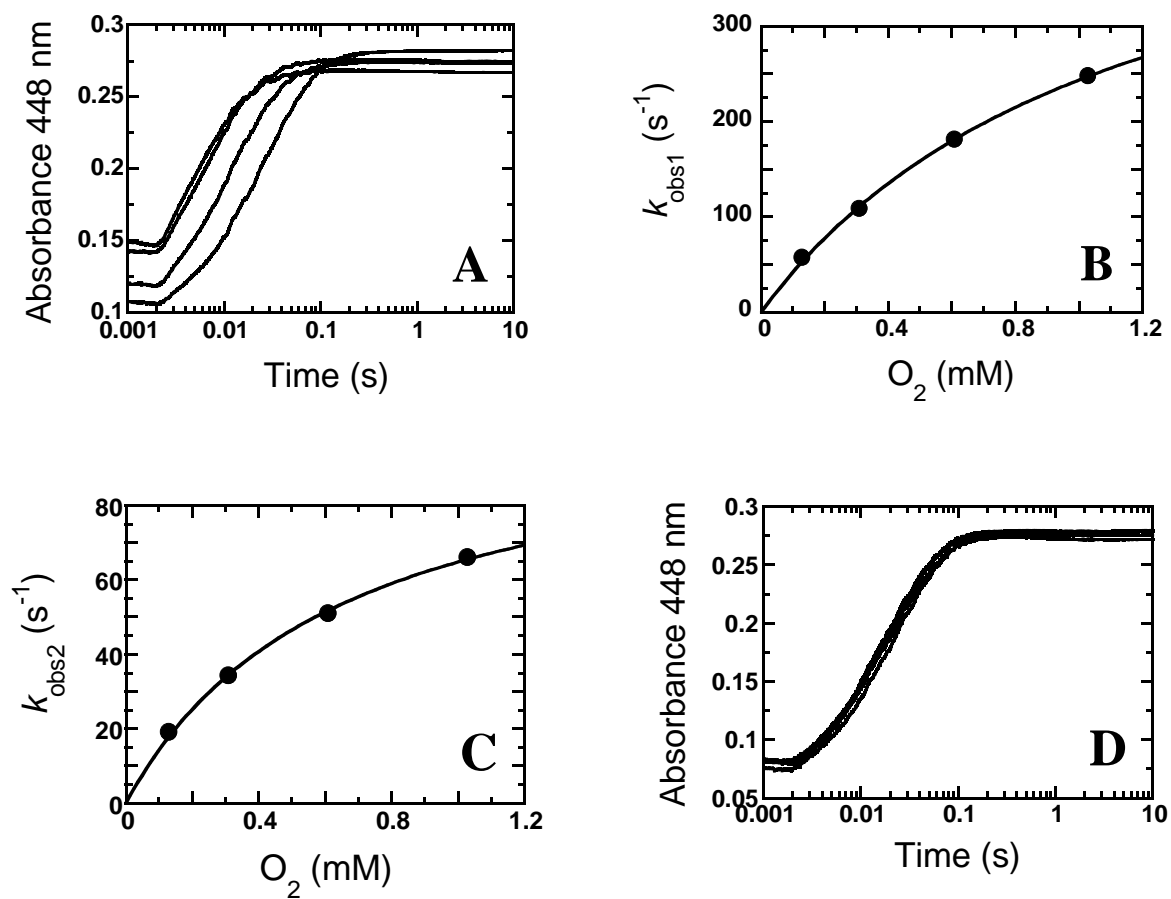 0.3
0.25
0.2
0.15
0.1
0.001 0.01 0.1 1 10
Absorbance 448 nm
Time (s)
A
300
200
100
0
0 0.4 0.8 1.2
kobs1 (s-1)
O2 (mM)
B
80
60
40
20
0
0 0.4 0.8 1.2
kobs2 (s-1)
O2 (mM)
C
0.3
0.25
0.2
0.15
0.1
0.05
0.001 0.01 0.1 1 10
Absorbance 448 nm
Time (s)
D